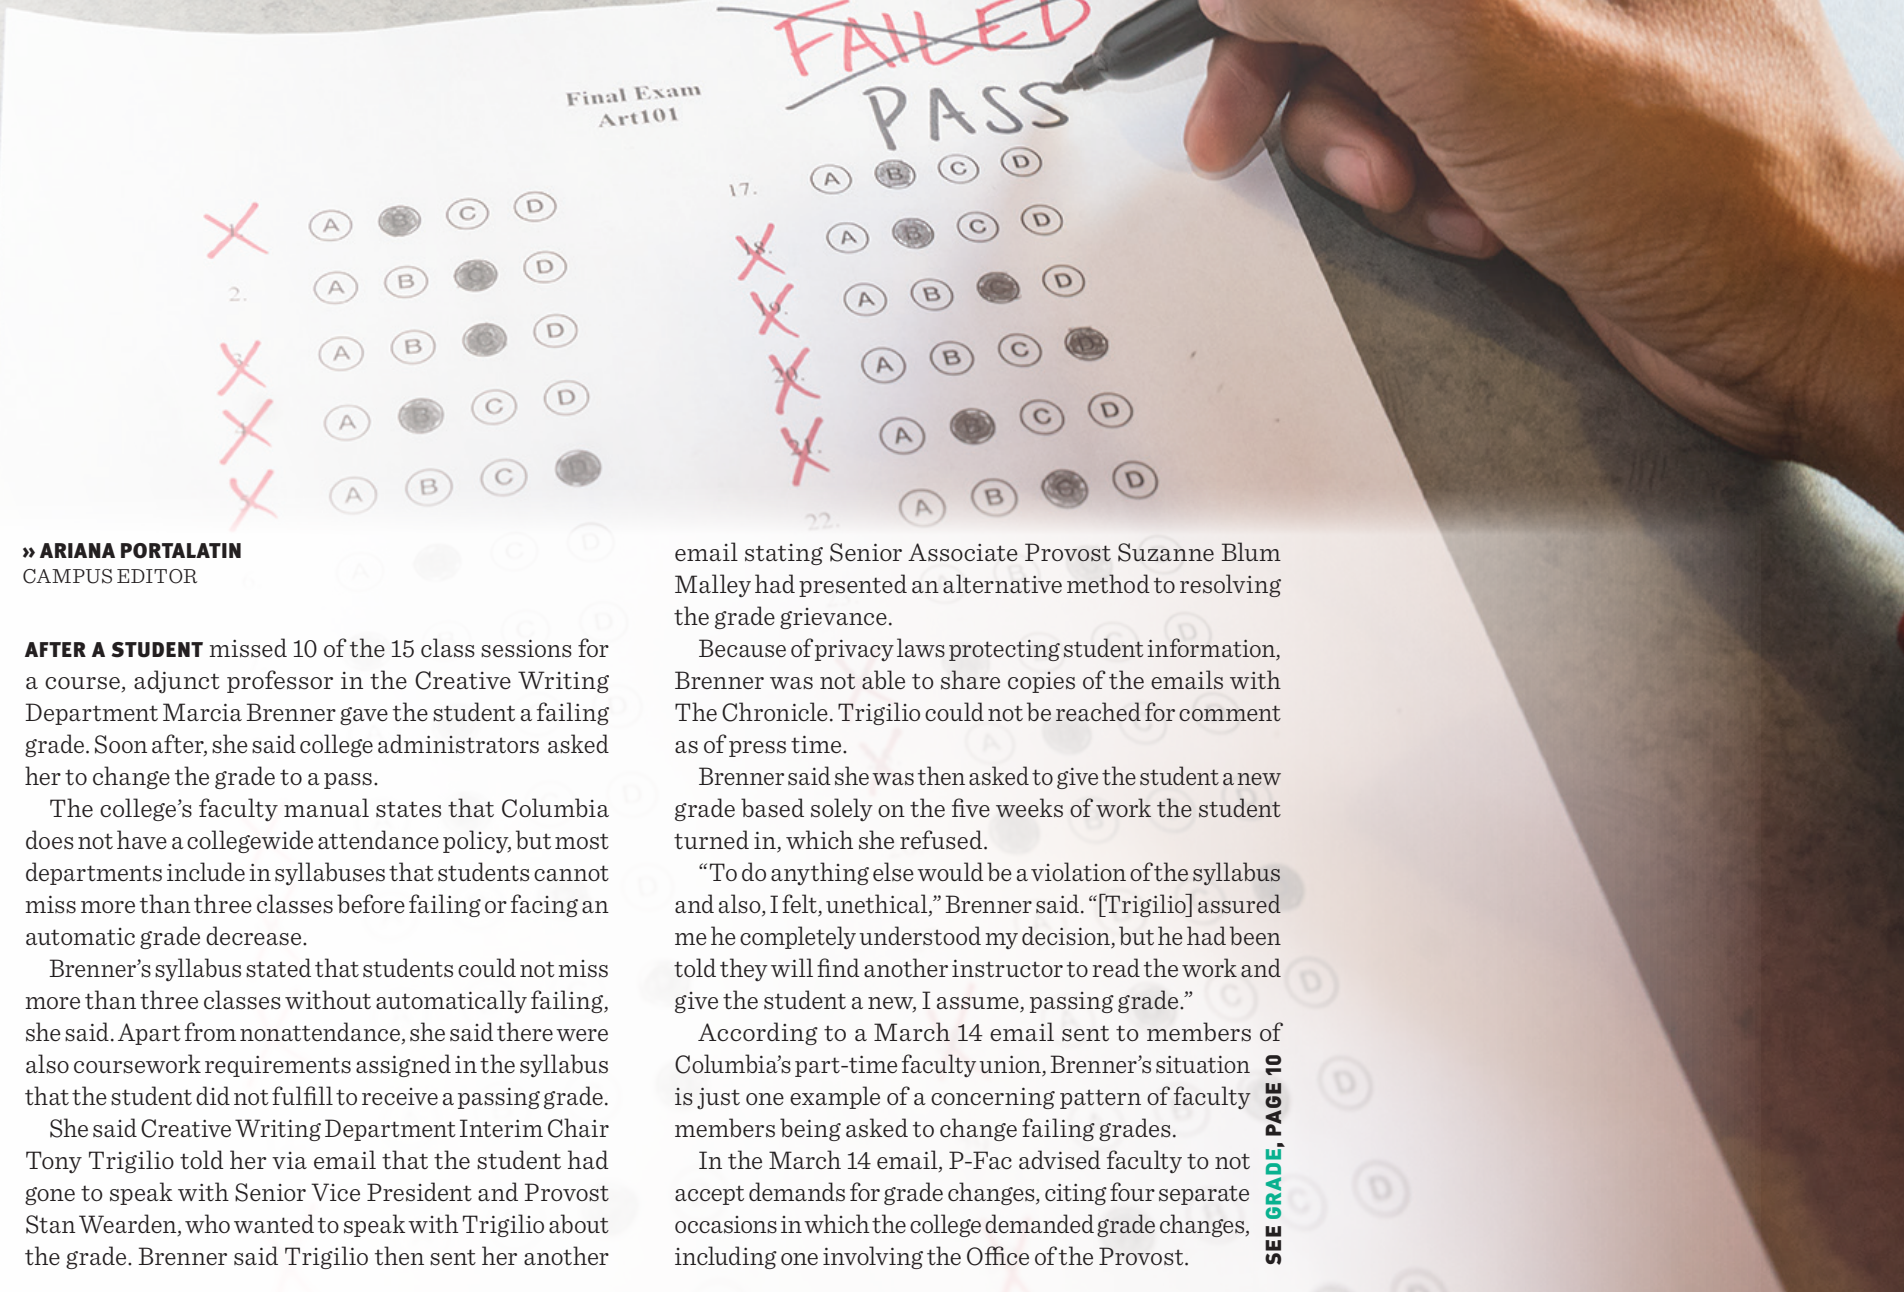 FAILED
PASS
Final Exam
Art101
1. A B C D
2. A B C D
3. A B C D
4. A B C D
5. A B C D
17. A B C D
18. A B C D
19. A B C D
20. A B C D
21. A B C D
22. A B C D
» ARIANA PORTALATIN
CAMPUS EDITOR
AFTER A STUDENT missed 10 of the 15 class sessions for
a course, adjunct professor in the Creative Writing
Department Marcia Brenner gave the student a failing
grade. Soon after, she said college administrators asked
her to change the grade to a pass.
The college's faculty manual states that Columbia
does not have a collegewide attendance policy, but most
departments include in syllabuses that students cannot
miss more than three classes before failing or facing an
automatic grade decrease.
Brenner's syllabus stated that students could not miss
more than three classes without automatically failing,
she said. Apart from nonattendance, she said there were
also coursework requirements assigned in the syllabus
that the student did not fulfill to receive a passing grade.
She said Creative Writing Department Interim Chair
Tony Trigilio told her via email that the student had
gone to speak with Senior Vice President and Provost
Stan Wearden, who wanted to speak with Trigilio about
the grade. Brenner said Trigilio then sent her another
email stating Senior Associate Provost Suzanne Blum
Malley had presented an alternative method to resolving
the grade grievance.
Because of privacy laws protecting student information,
Brenner was not able to share copies of the emails with
The Chronicle. Trigilio could not be reached for comment
as of press time.
Brenner said she was then asked to give the student a new
grade based solely on the five weeks of work the student
turned in, which she refused.
“To do anything else would be a violation of the syllabus
and also, I felt, unethical,” Brenner said. “[Trigilio] assured
me he completely understood my decision, but he had been
told they will find another instructor to read the work and
give the student a new, I assume, passing grade.”
According to a March 14 email sent to members of
Columbia's part-time faculty union, Brenner's situation
is just one example of a concerning pattern of faculty
members being asked to change failing grades.
In the March 14 email, P-Fac advised faculty to not
accept demands for grade changes, citing four separate
occasions in which the college demanded grade changes,
including one involving the Office of the Provost.
SEE GRADE, PAGE 10